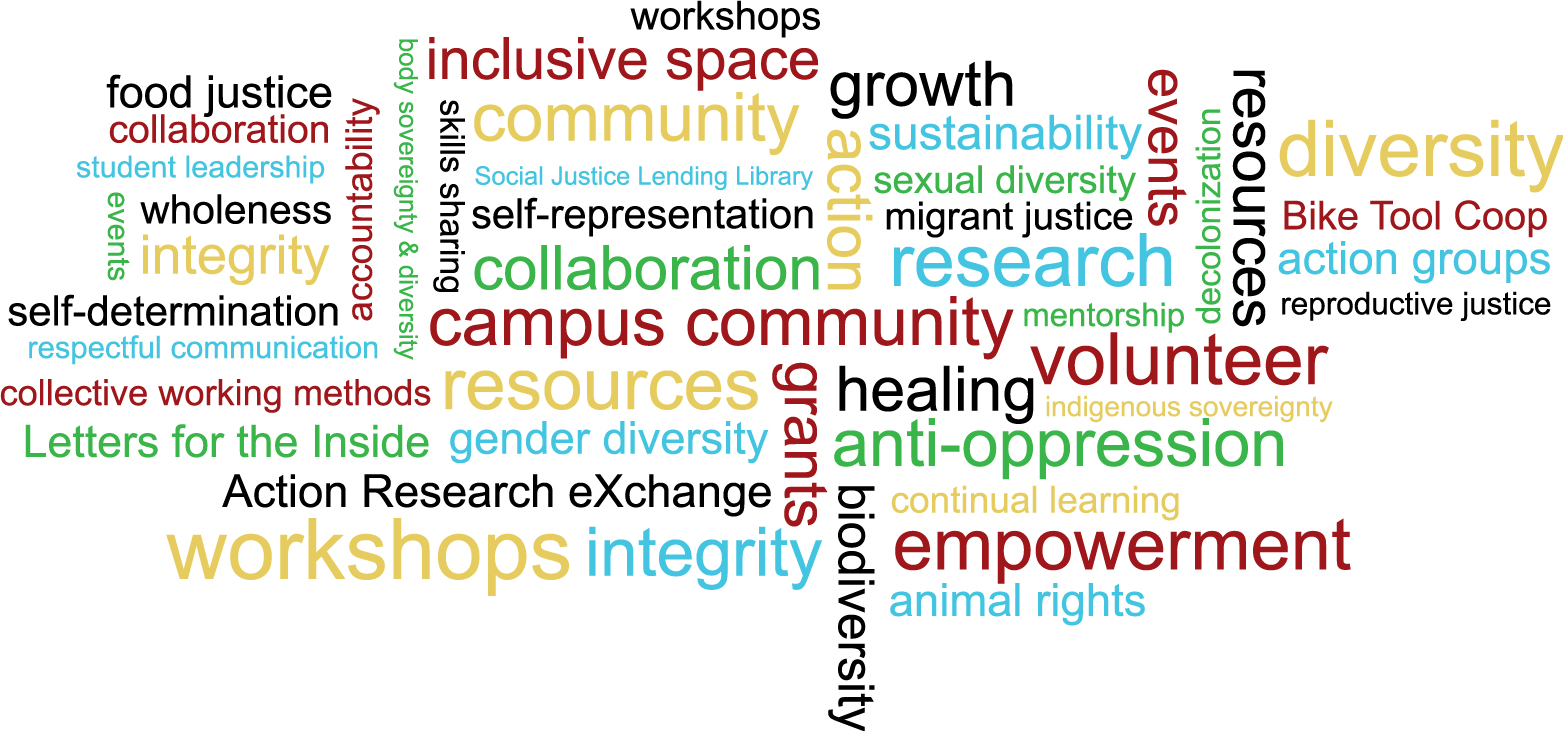 workshops
inclusive space
food justice
collaboration
student leadership
events
wholeness
integrity
accountability
self-determination
respectful communication
collective working methods
Letters for the Inside
body sovereignty & diversity
skills sharing
community
Social Justice Lending Library
self-representation
collaboration
growth
action
sustainability
sexual diversity
migrant justice
research
events
decolonization
resources
diversity
Bike Tool Coop
action groups
reproductive justice
campus community
mentorship
volunteer
resources
grants
healing
indigenous sovereignty
gender diversity
anti-oppression
Action Research eXchange
workshops
integrity
biodiversity
continual learning
empowerment
animal rights